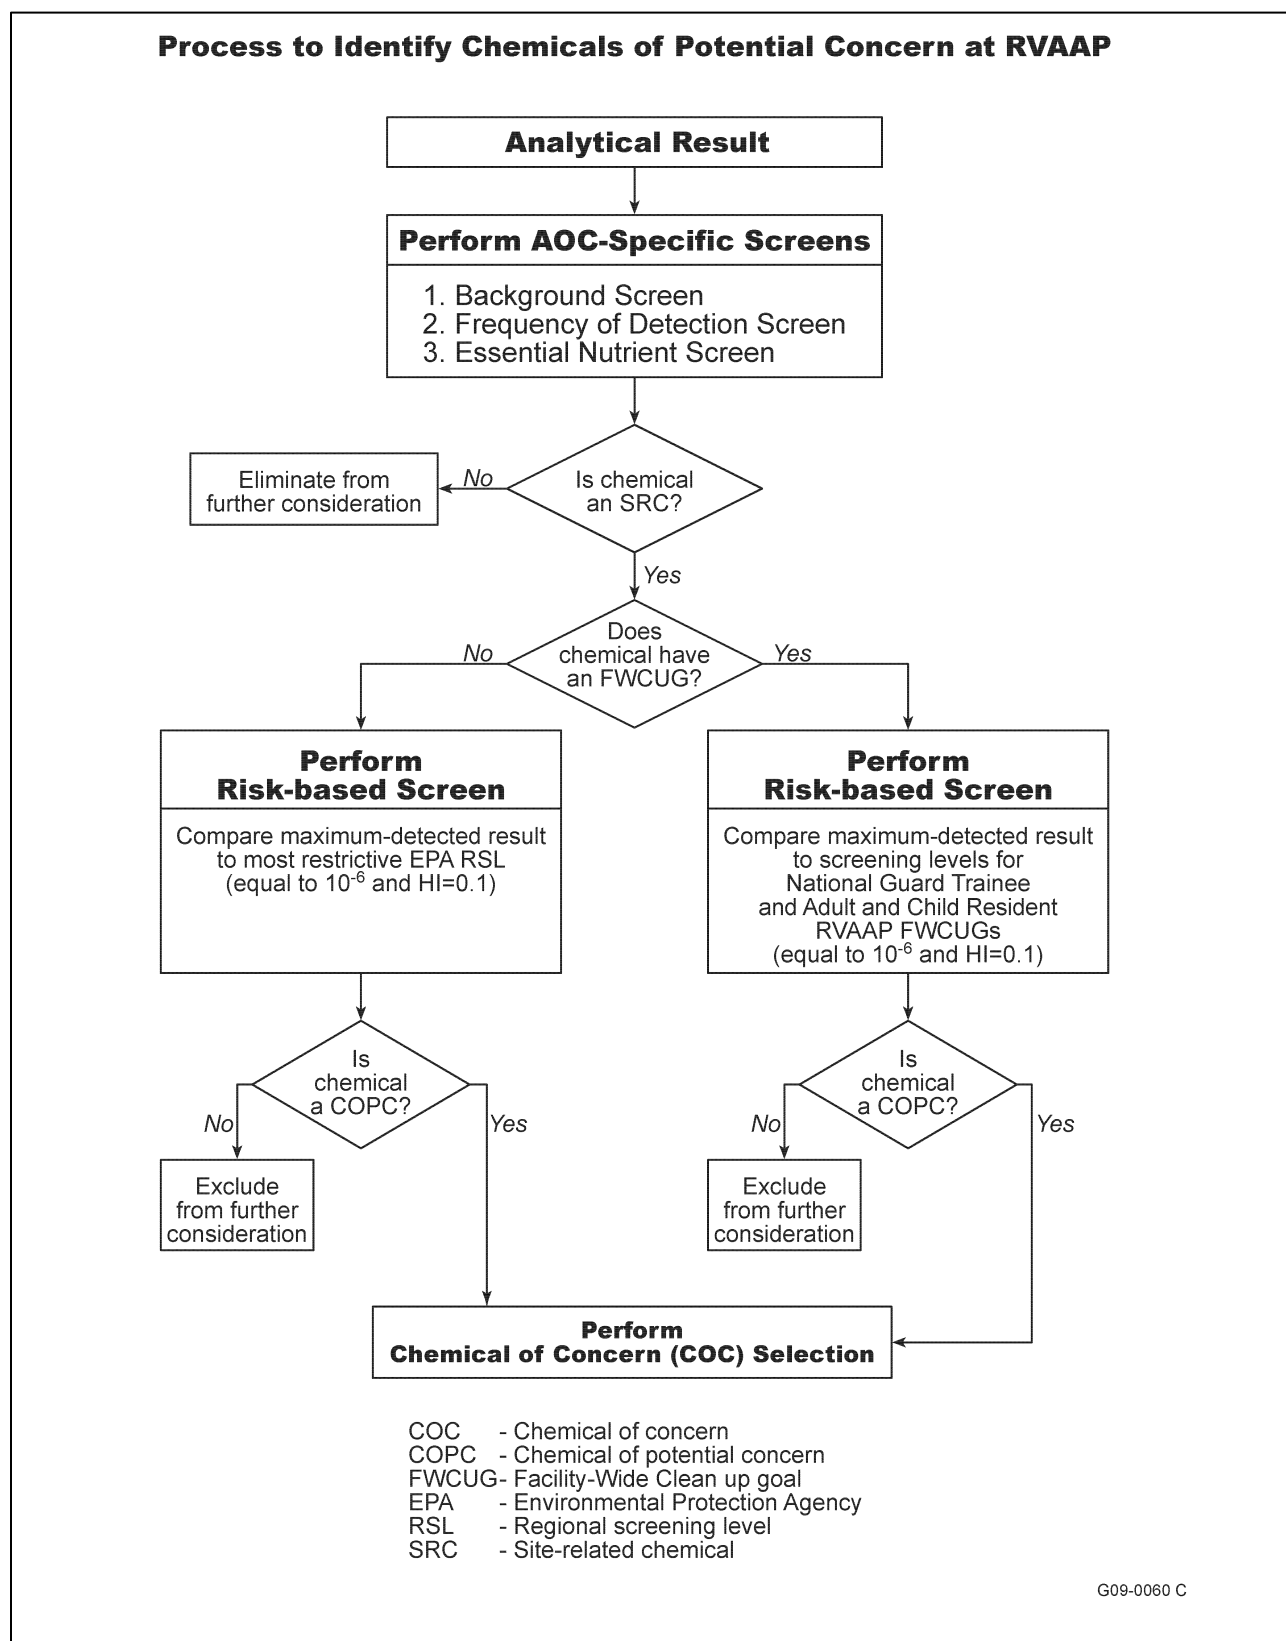 Process to Identify Chemicals of Potential Concern at RVAAP
Analytical Result
Perform AOC-Specific Screens
1. Background Screen
2. Frequency of Detection Screen
3. Essential Nutrient Screen
Is chemical
an SRC?
No
Eliminate from
further consideration
Yes
Does
chemical have
an FWCUG?
No
Yes
Perform
Risk-based Screen
Compare maximum-detected result
to most restrictive EPA RSL
(equal to 10⁻⁶ and HI=0.1)
Perform
Risk-based Screen
Compare maximum-detected result
to screening levels for
National Guard Trainee
and Adult and Child Resident
RVAAP FWCUGs
(equal to 10⁻⁶ and HI=0.1)
Is
chemical
a COPC?
No
Yes
Exclude
from further
consideration
Is
chemical
a COPC?
No
Yes
Exclude
from further
consideration
Perform
Chemical of Concern (COC) Selection
COC - Chemical of concern
COPC - Chemical of potential concern
FWCUG - Facility-Wide Clean up goal
EPA - Environmental Protection Agency
RSL - Regional screening level
SRC - Site-related chemical
G09-0060 C